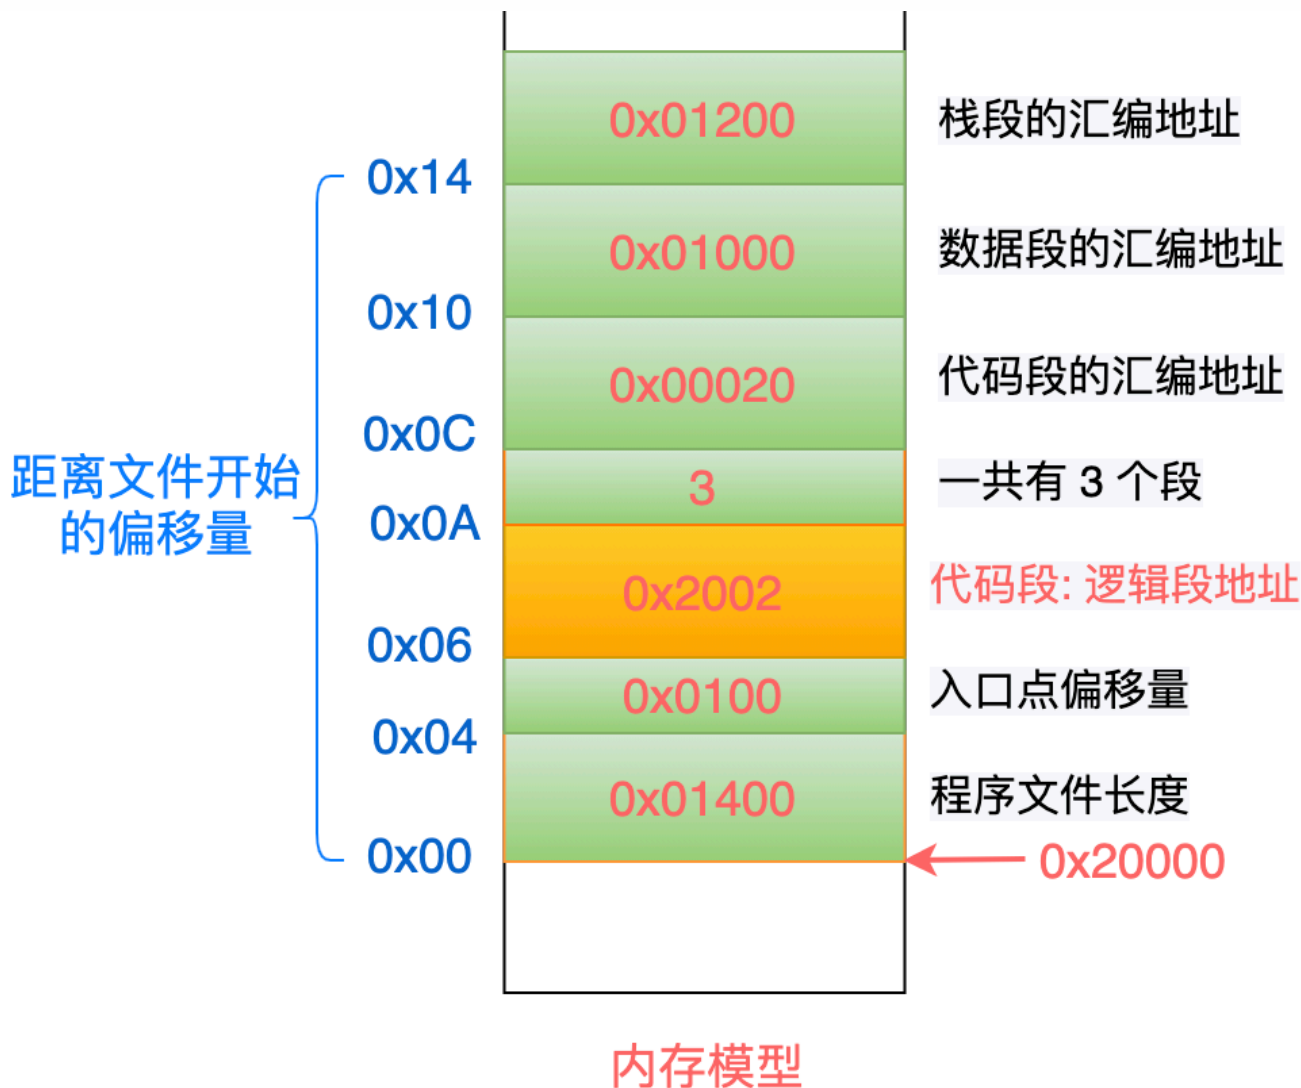 0x01200
栈段的汇编地址
0x14
0x01000
数据段的汇编地址
0x10
0x00020
代码段的汇编地址
0x0C
3
一共有 3 个段
距离文件开始
的偏移量
0x0A
0x2002
代码段: 逻辑段地址
0x06
0x0100
入口点偏移量
0x04
0x01400
程序文件长度
0x00
0x20000
内存模型